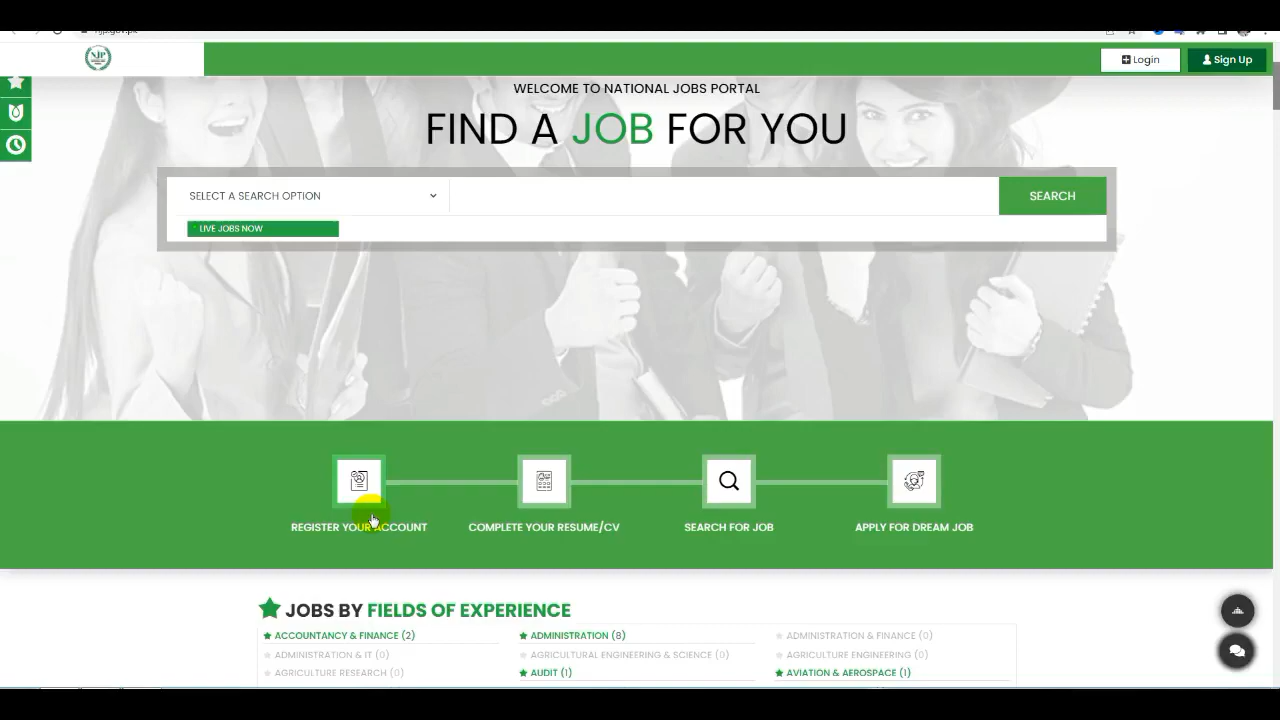 njp.gov.pk
NJP
Login
Sign Up
WELCOME TO NATIONAL JOBS PORTAL
FIND A JOB FOR YOU
SELECT A SEARCH OPTION
SEARCH
LIVE JOBS NOW
REGISTER YOUR ACCOUNT
COMPLETE YOUR RESUME/CV
SEARCH FOR JOB
APPLY FOR DREAM JOB
JOBS BY FIELDS OF EXPERIENCE
ACCOUNTANCY & FINANCE (2)
ADMINISTRATION (8)
ADMINISTRATION & FINANCE (0)
ADMINISTRATION & IT (0)
AGRICULTURAL ENGINEERING & SCIENCE (0)
AGRICULTURE ENGINEERING (0)
AGRICULTURE RESEARCH (0)
AUDIT (1)
AVIATION & AEROSPACE (1)